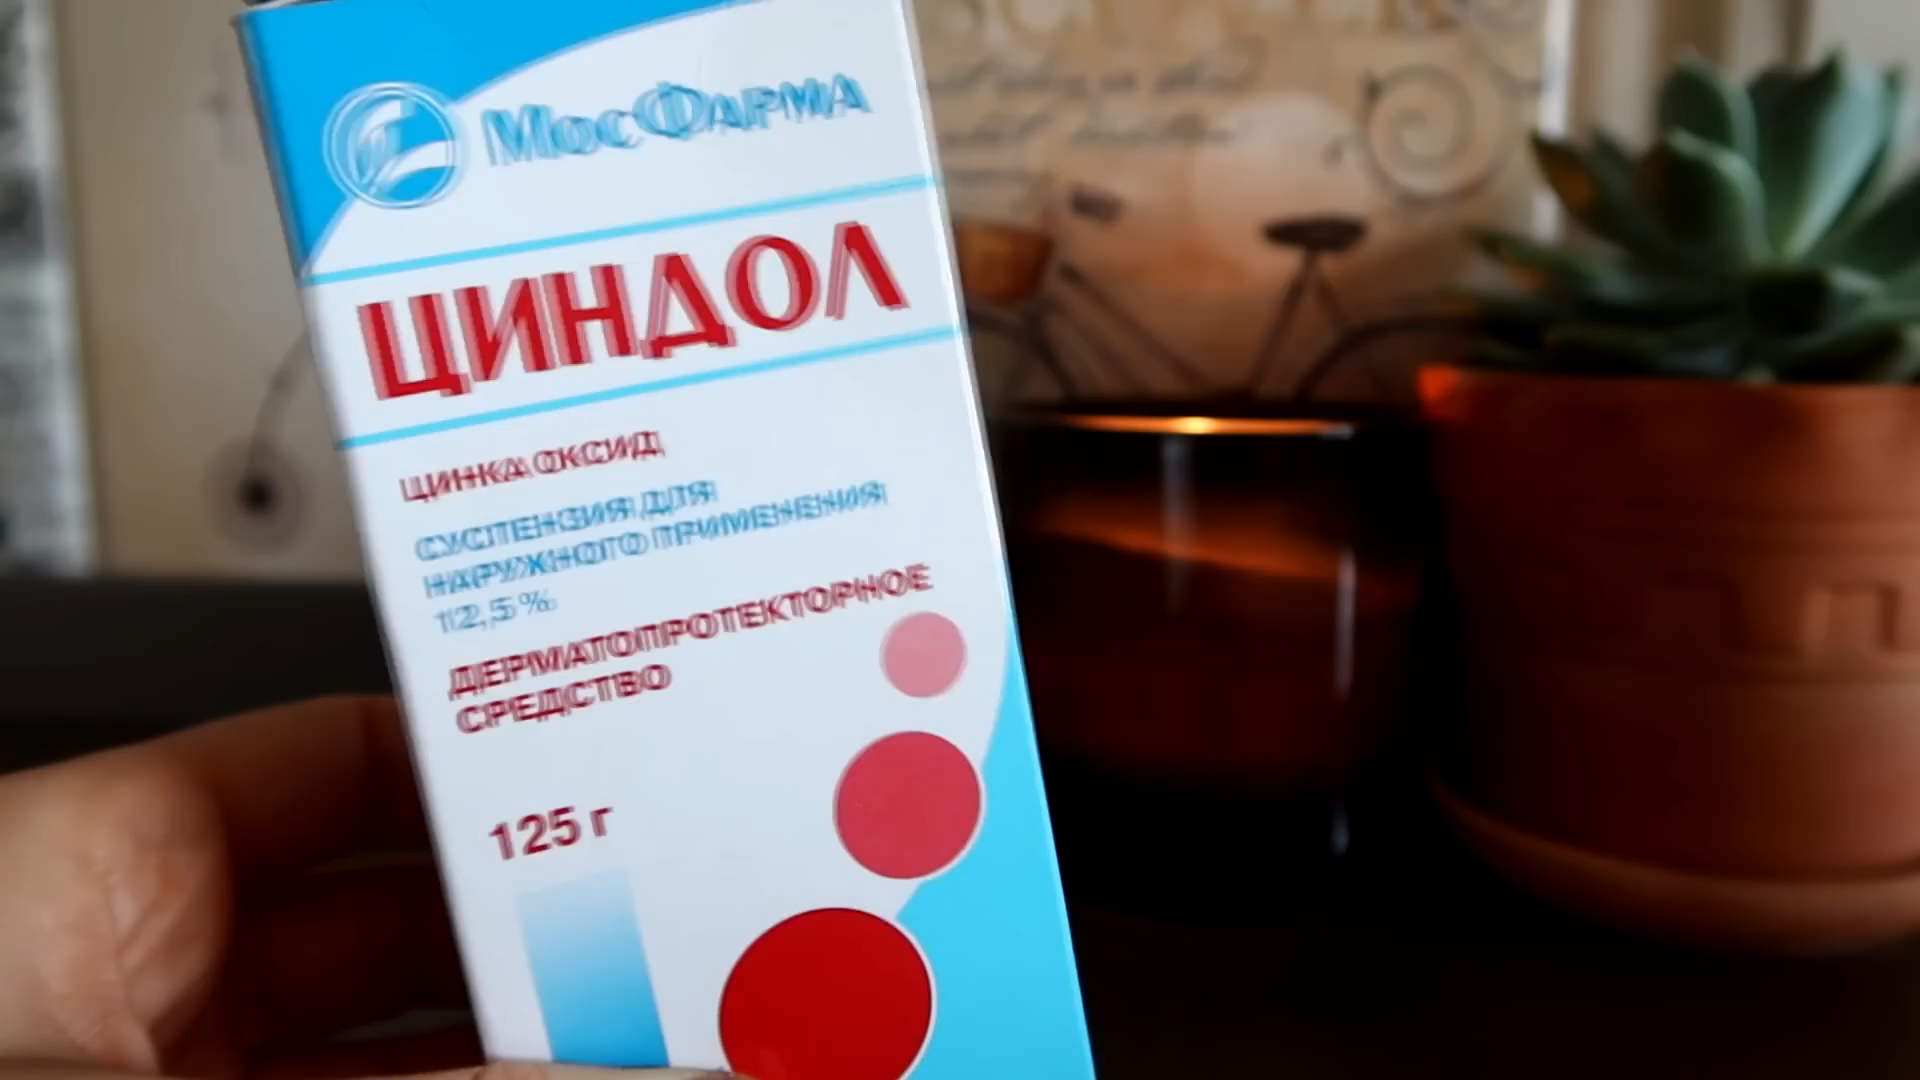 МосФарма
ЦИНДОЛ
ЦИНКА ОКСИД
СУСПЕНЗИЯ ДЛЯ
НАРУЖНОГО ПРИМЕНЕНИЯ
12,5 %
ДЕРМАТОПРОТЕКТОРНОЕ
СРЕДСТВО
125 г